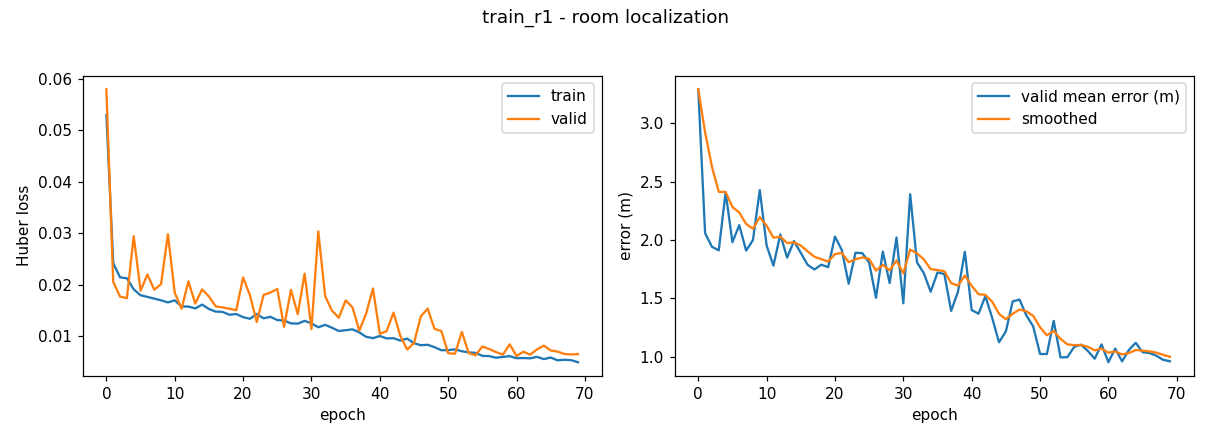 train_r1 - room localization
Huber loss
0.06
0.05
0.04
0.03
0.02
0.01
train
valid
0 10 20 30 40 50 60 70
epoch
error (m)
3.0
2.5
2.0
1.5
1.0
valid mean error (m)
smoothed
0 10 20 30 40 50 60 70
epoch